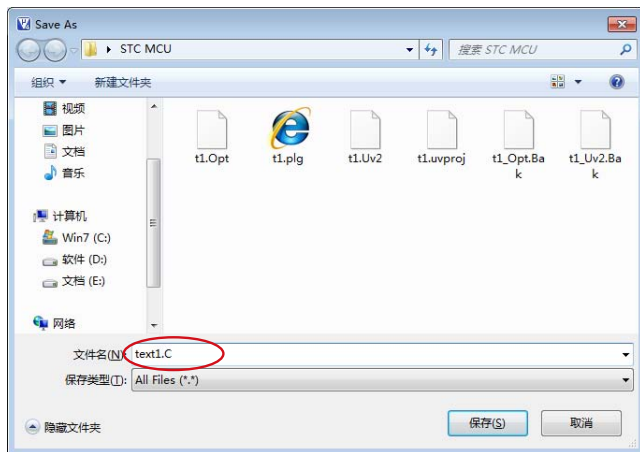 Save As
STC MCU
搜索 STC MCU
组织
新建文件夹
视频
图片
文档
音乐
计算机
Win7 (C:)
软件 (D:)
文档 (E:)
网络
t1.Opt
t1.plg
t1.Uv2
t1.uvproj
t1_Opt.Ba
k
t1_Uv2.Ba
k
文件名(N): text1.C
保存类型(T): All Files (*.*)
隐藏文件夹
保存(S)
取消